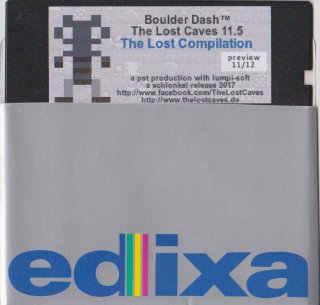 Boulder Dash™
The Lost Caves 11.5
The Lost Compilation
preview
11/12
a pst production with lumpi-soft
a schlonkel release 2017
http://www.facebook.com/TheLostCaves
http://www.thelostcaves.de
edixa